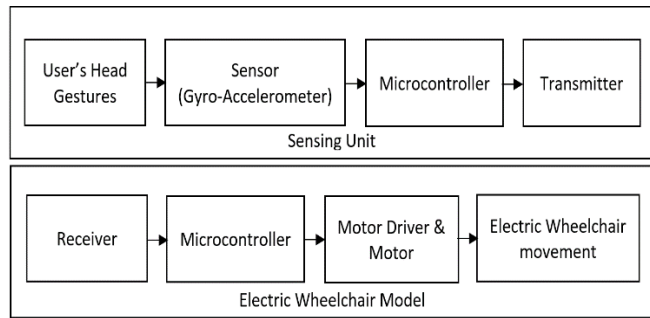 User's Head
Gestures
Sensor
(Gyro-Accelerometer)
Microcontroller
Transmitter
Sensing Unit
Receiver
Microcontroller
Motor Driver &
Motor
Electric Wheelchair
movement
Electric Wheelchair Model